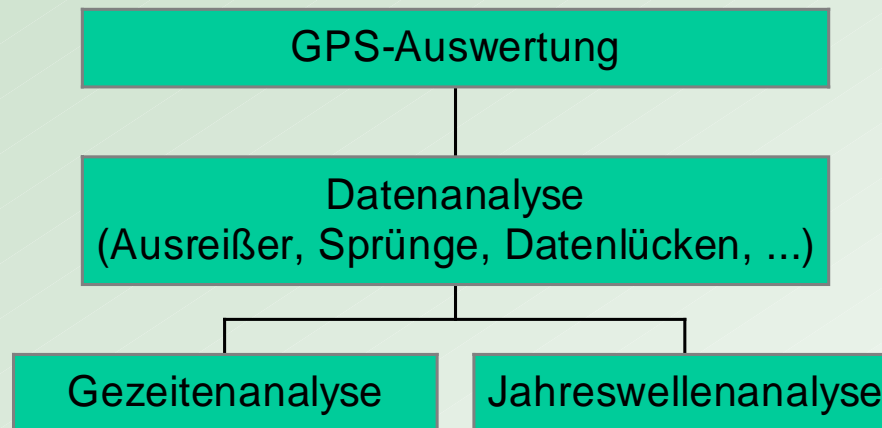 GPS-Auswertung
Datenanalyse
(Ausreißer, Sprünge, Datenlücken, ...)
Gezeitenanalyse
Jahreswellenanalyse